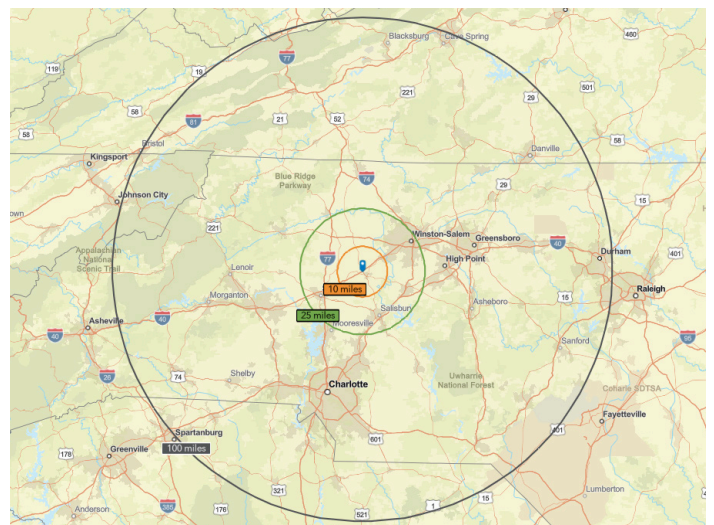 Blacksburg
Cave Spring
460
77
119
19
501
221
29
58
21
52
81
58
58
Bristol
Danville
Kingsport
Blue Ridge
Parkway
74
29
Johnson City
15
221
Winston-Salem
Greensboro
40
401
Appalachian
National
Scenic Trail
77
Durham
26
Lenoir
High Point
10 miles
Raleigh
Morganton
15
Asheboro
40
25 miles
Salisbury
Asheville
Mooresville
40
Sanford
95
74
Shelby
Uwharrie
National Forest
26
Charlotte
Coharie SDTSA
Fayetteville
Spartanburg
401
601
100 miles
178
Greenville
401
321
15
Lumberton
Anderson
385
176
521
1